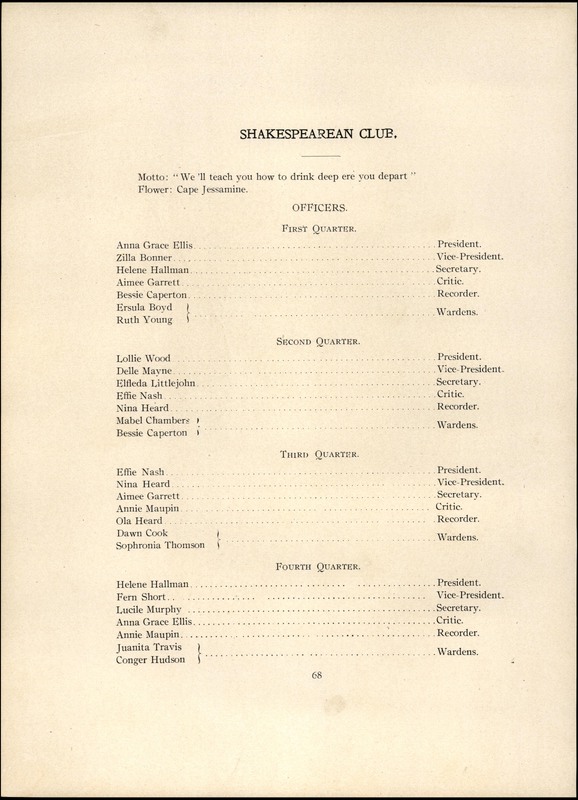 SHAKESPEAREAN CLUB.
Motto: "We 'll teach you how to drink deep ere you depart"
Flower: Cape Jessamine.
OFFICERS.
First Quarter.
Anna Grace Ellis President.
Zilla Bonner Vice-President.
Helene Hallman Secretary.
Aimee Garrett Critic.
Bessie Caperton Recorder.
Ersula Boyd
Ruth Young
Wardens.
Second Quarter.
Lollie Wood President.
Delle Mayne Vice-President.
Elfleda Littlejohn Secretary.
Effie Nash Critic.
Nina Heard Recorder.
Mabel Chambers
Bessie Caperton
Wardens.
Third Quarter.
Effie Nash President.
Nina Heard Vice-President.
Aimee Garrett Secretary.
Annie Maupin Critic.
Ola Heard Recorder.
Dawn Cook
Sophronia Thomson
Wardens.
Fourth Quarter.
Helene Hallman President.
Fern Short Vice-President.
Lucile Murphy Secretary.
Anna Grace Ellis Critic.
Annie Maupin Recorder.
Juanita Travis
Conger Hudson
Wardens.
68